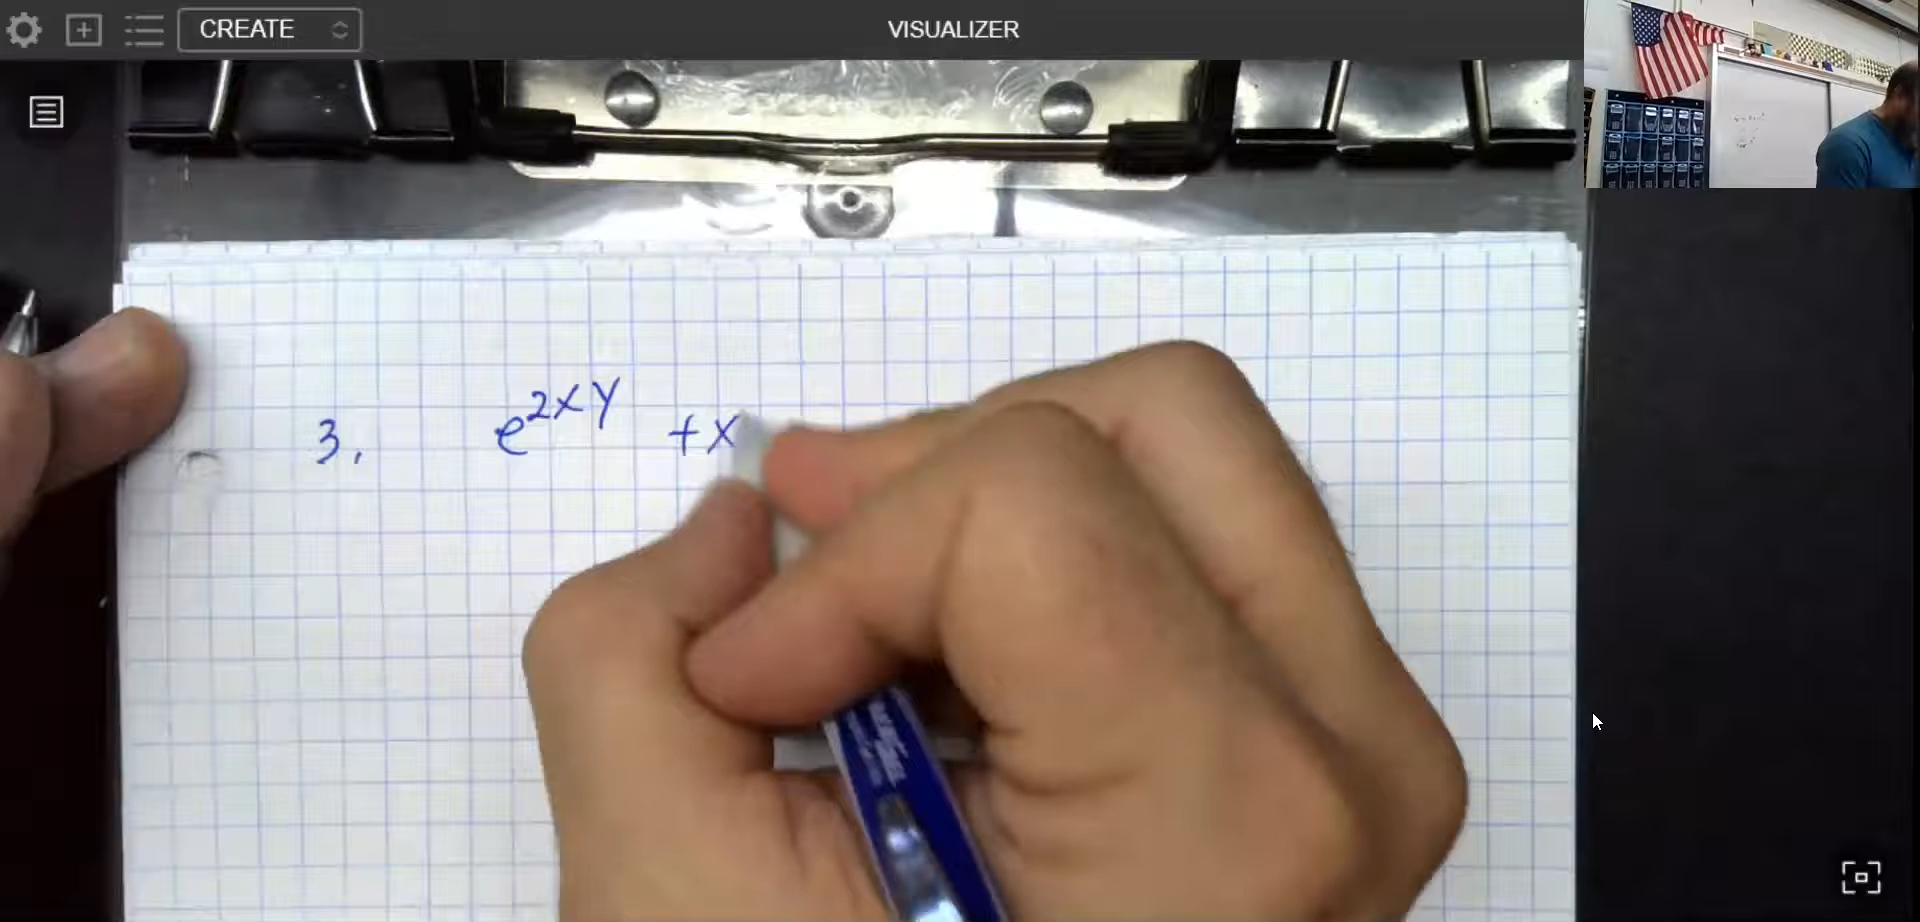 CREATE
VISUALIZER
3. e^{2xy} + x